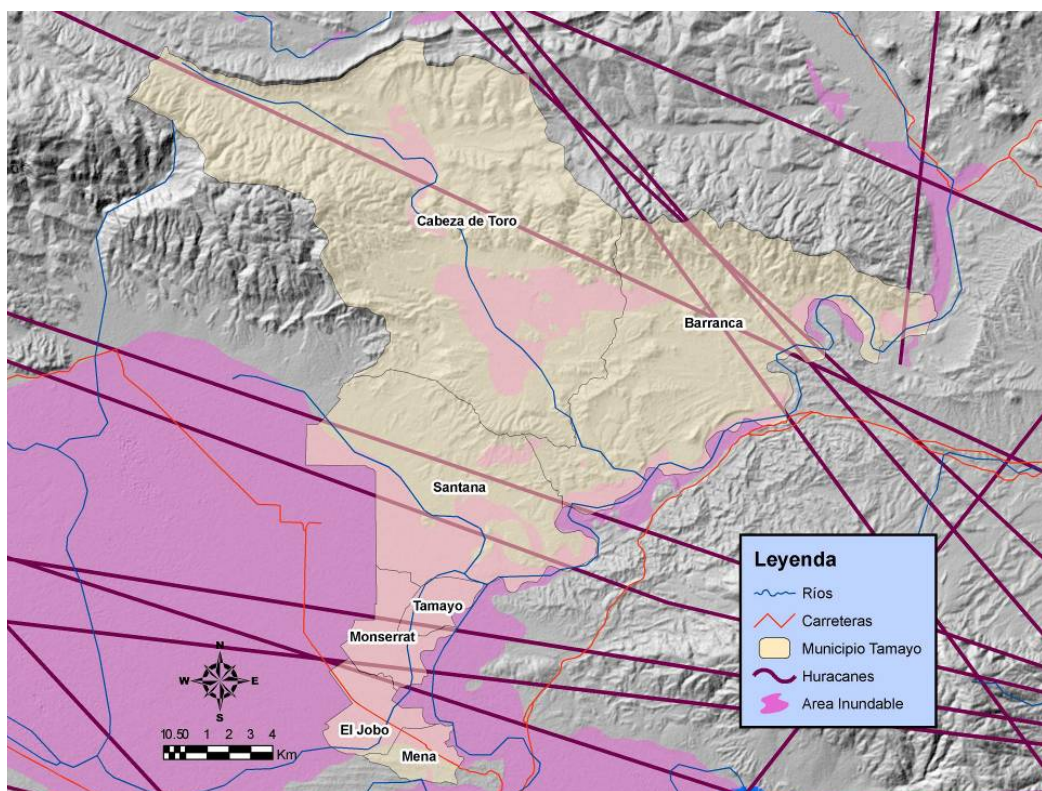 Cabeza de Toro
Barranca
Santana
Tamayo
Monserrat
El Jobo
Mena
N
W E
S
10.50 1 2 3 4
Km
Leyenda
Ríos
Carreteras
Municipio Tamayo
Huracanes
Area Inundable